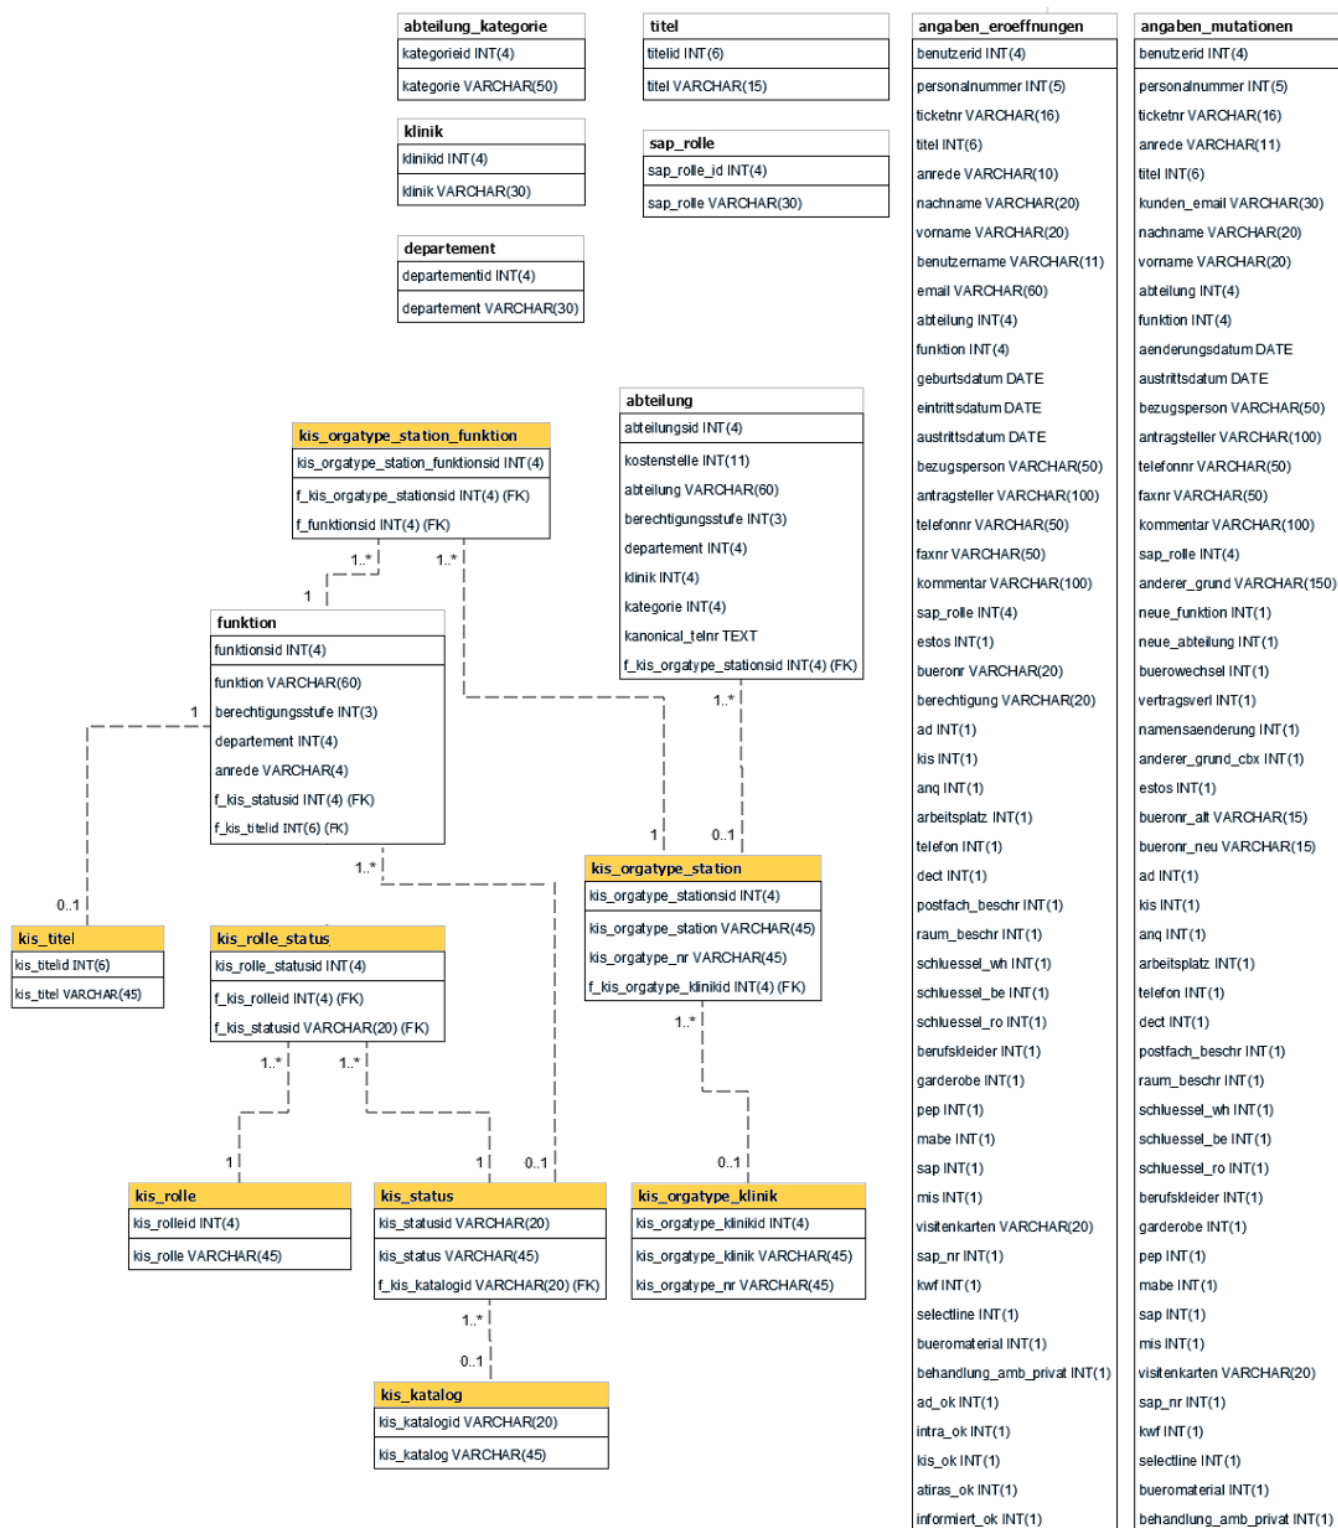 abteilung_kategorie
kategorieid INT(4)
kategorie VARCHAR(50)
klinik
klinikid INT(4)
klinik VARCHAR(30)
departement
departementid INT(4)
departement VARCHAR(30)
titel
titelid INT(6)
titel VARCHAR(15)
sap_rolle
sap_rolle_id INT(4)
sap_rolle VARCHAR(30)
kis_orgatype_station_funktion
kis_orgatype_station_funktionsid INT(4)
f_kis_orgatype_stationsid INT(4) (FK)
f_funktionsid INT(4) (FK)
1..*
1..*
1
abteilung
abteilungsid INT(4)
kostenstelle INT(11)
abteilung VARCHAR(60)
berechtigungsstufe INT(3)
departement INT(4)
klinik INT(4)
kategorie INT(4)
kanonical_telnr TEXT
f_kis_orgatype_stationsid INT(4) (FK)
1..*
1
0..1
funktion
funktionsid INT(4)
funktion VARCHAR(60)
berechtigungsstufe INT(3)
departement INT(4)
anrede VARCHAR(4)
f_kis_statusid INT(4) (FK)
f_kis_titelid INT(6) (FK)
1
1..*
0..1
kis_titel
kis_titelid INT(6)
kis_titel VARCHAR(45)
kis_rolle_status
kis_rolle_statusid INT(4)
f_kis_rolleid INT(4) (FK)
f_kis_statusid VARCHAR(20) (FK)
1..*
1..*
kis_orgatype_station
kis_orgatype_stationsid INT(4)
kis_orgatype_station VARCHAR(45)
kis_orgatype_nr VARCHAR(45)
f_kis_orgatype_klinikid INT(4) (FK)
1..*
1
1
0..1
0..1
kis_rolle
kis_rolleid INT(4)
kis_rolle VARCHAR(45)
kis_status
kis_statusid VARCHAR(20)
kis_status VARCHAR(45)
f_kis_katalogid VARCHAR(20) (FK)
1..*
0..1
kis_orgatype_klinik
kis_orgatype_klinikid INT(4)
kis_orgatype_klinik VARCHAR(45)
kis_orgatype_nr VARCHAR(45)
kis_katalog
kis_katalogid VARCHAR(20)
kis_katalog VARCHAR(45)
angaben_eroeffnungen
benutzerid INT(4)
personalnummer INT(5)
ticketnr VARCHAR(16)
titel INT(6)
anrede VARCHAR(10)
nachname VARCHAR(20)
vorname VARCHAR(20)
benutzername VARCHAR(11)
email VARCHAR(60)
abteilung INT(4)
funktion INT(4)
geburtsdatum DATE
eintrittsdatum DATE
austrittsdatum DATE
bezugsperson VARCHAR(50)
antragsteller VARCHAR(100)
telefonnr VARCHAR(50)
faxnr VARCHAR(50)
kommentar VARCHAR(100)
sap_rolle INT(4)
estos INT(1)
bueronr VARCHAR(20)
berechtigung VARCHAR(20)
ad INT(1)
kis INT(1)
anq INT(1)
arbeitsplatz INT(1)
telefon INT(1)
dect INT(1)
postfach_beschr INT(1)
raum_beschr INT(1)
schluessel_wh INT(1)
schluessel_be INT(1)
schluessel_ro INT(1)
berufskleider INT(1)
garderobe INT(1)
pep INT(1)
mabe INT(1)
sap INT(1)
mis INT(1)
visitenkarten VARCHAR(20)
sap_nr INT(1)
kwf INT(1)
selectline INT(1)
bueromaterial INT(1)
behandlung_amb_privat INT(1)
ad_ok INT(1)
intra_ok INT(1)
kis_ok INT(1)
atiras_ok INT(1)
informiert_ok INT(1)
angaben_mutationen
benutzerid INT(4)
personalnummer INT(5)
ticketnr VARCHAR(16)
anrede VARCHAR(11)
titel INT(6)
kunden_email VARCHAR(30)
nachname VARCHAR(20)
vorname VARCHAR(20)
abteilung INT(4)
funktion INT(4)
aenderungsdatum DATE
austrittsdatum DATE
bezugsperson VARCHAR(50)
antragsteller VARCHAR(100)
telefonnr VARCHAR(50)
faxnr VARCHAR(50)
kommentar VARCHAR(100)
sap_rolle INT(4)
anderer_grund VARCHAR(150)
neue_funktion INT(1)
neue_abteilung INT(1)
buerowechsel INT(1)
vertragsverl INT(1)
namensaenderung INT(1)
anderer_grund_cbx INT(1)
estos INT(1)
bueronr_alt VARCHAR(15)
bueronr_neu VARCHAR(15)
ad INT(1)
kis INT(1)
anq INT(1)
arbeitsplatz INT(1)
telefon INT(1)
dect INT(1)
postfach_beschr INT(1)
raum_beschr INT(1)
schluessel_wh INT(1)
schluessel_be INT(1)
schluessel_ro INT(1)
berufskleider INT(1)
garderobe INT(1)
pep INT(1)
mabe INT(1)
sap INT(1)
mis INT(1)
visitenkarten VARCHAR(20)
sap_nr INT(1)
kwf INT(1)
selectline INT(1)
bueromaterial INT(1)
behandlung_amb_privat INT(1)